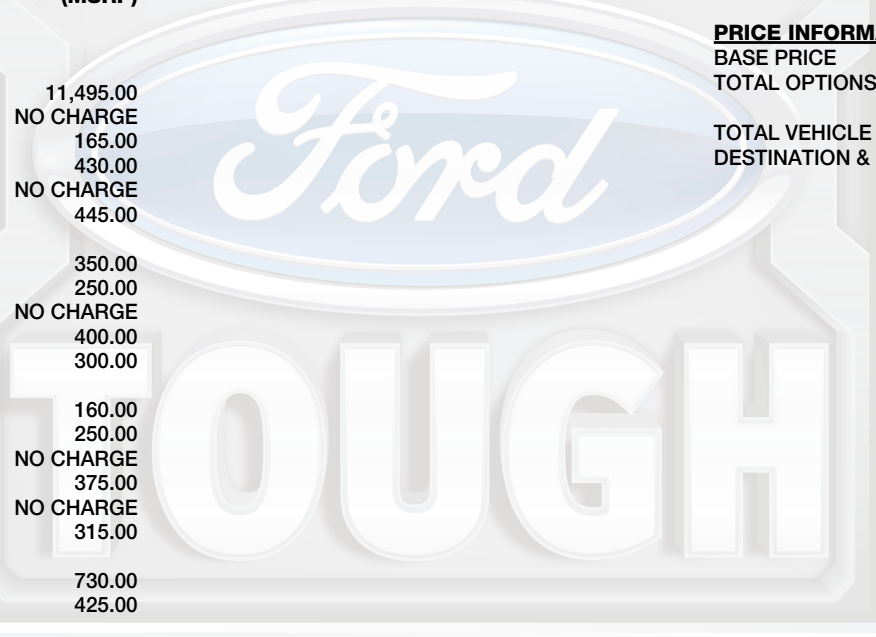 (MSRP)
11,495.00
NO CHARGE
165.00
430.00
NO CHARGE
445.00
350.00
250.00
NO CHARGE
400.00
300.00
160.00
250.00
NO CHARGE
375.00
NO CHARGE
315.00
730.00
425.00
PRICE INFORMA
BASE PRICE
TOTAL OPTIONS
TOTAL VEHICLE
DESTINATION &
Ford
TOUGH